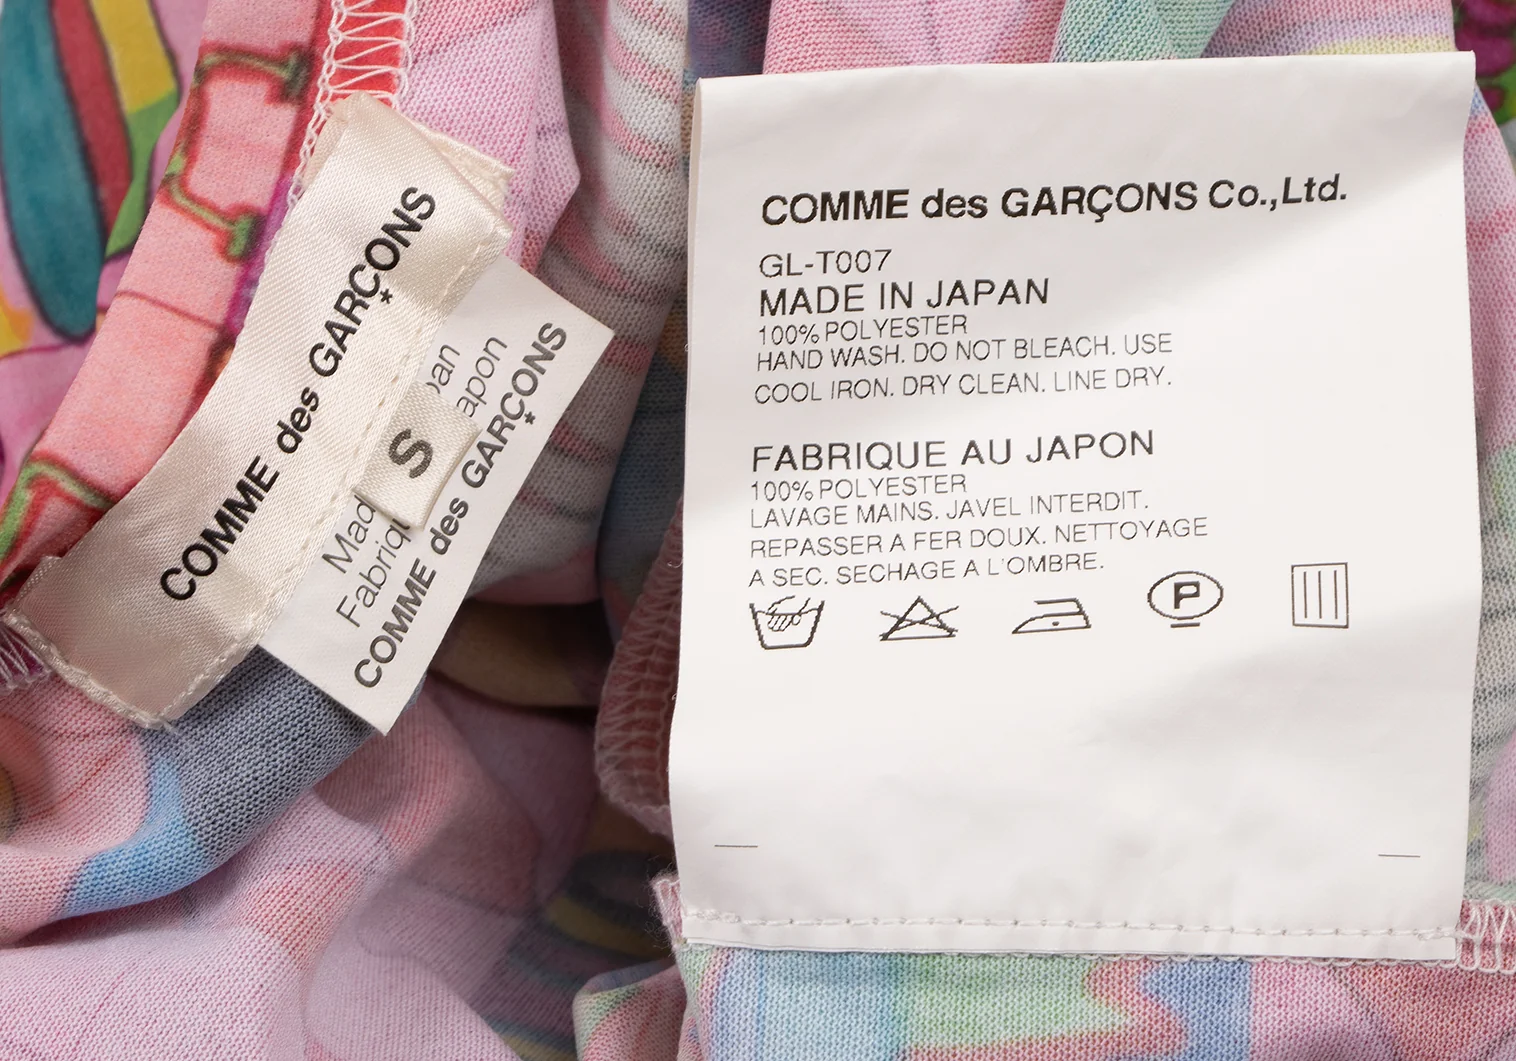 COMME des GARÇONS
S
COMME des GARÇONS
COMME des GARÇONS Co.,Ltd.
GL-T007
MADE IN JAPAN
100% POLYESTER
HAND WASH. DO NOT BLEACH. USE
COOL IRON. DRY CLEAN. LINE DRY.
FABRIQUE AU JAPON
100% POLYESTER
LAVAGE MAINS. JAVEL INTERDIT.
REPASSER A FER DOUX. NETTOYAGE
A SEC. SECHAGE A L'OMBRE.
P